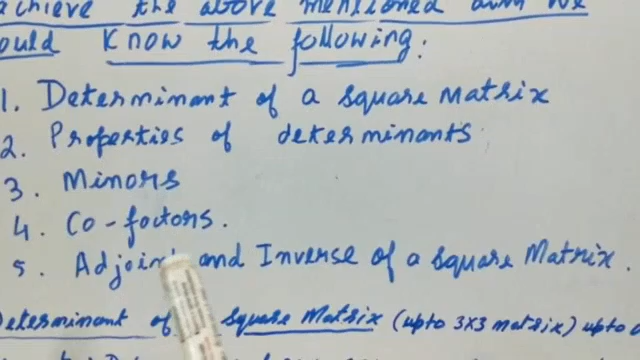 achieve the above mentioned aim we
ould know the following:
1. Determinant of a square Matrix
2. Properties of determinants
3. Minors
4. Co-factors.
5. Adjoint and Inverse of a square Matrix.
Determinant of a square Matrix (upto 3x3 matrix) upto